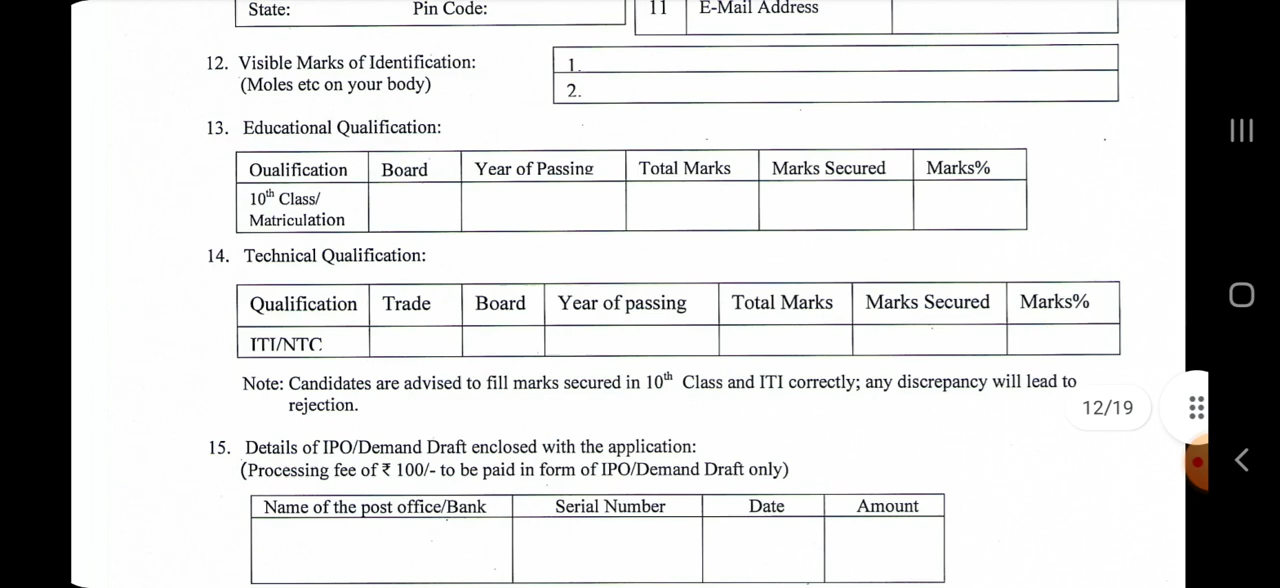 State: Pin Code: 11 E-Mail Address
12. Visible Marks of Identification: 1.
(Moles etc on your body) 2.
13. Educational Qualification:
Qualification Board Year of Passing Total Marks Marks Secured Marks%
10th Class/
Matriculation
14. Technical Qualification:
Qualification Trade Board Year of passing Total Marks Marks Secured Marks%
ITI/NTC
Note: Candidates are advised to fill marks secured in 10th Class and ITI correctly; any discrepancy will lead to
rejection.
12/19
15. Details of IPO/Demand Draft enclosed with the application:
(Processing fee of ₹ 100/- to be paid in form of IPO/Demand Draft only)
Name of the post office/Bank Serial Number Date Amount